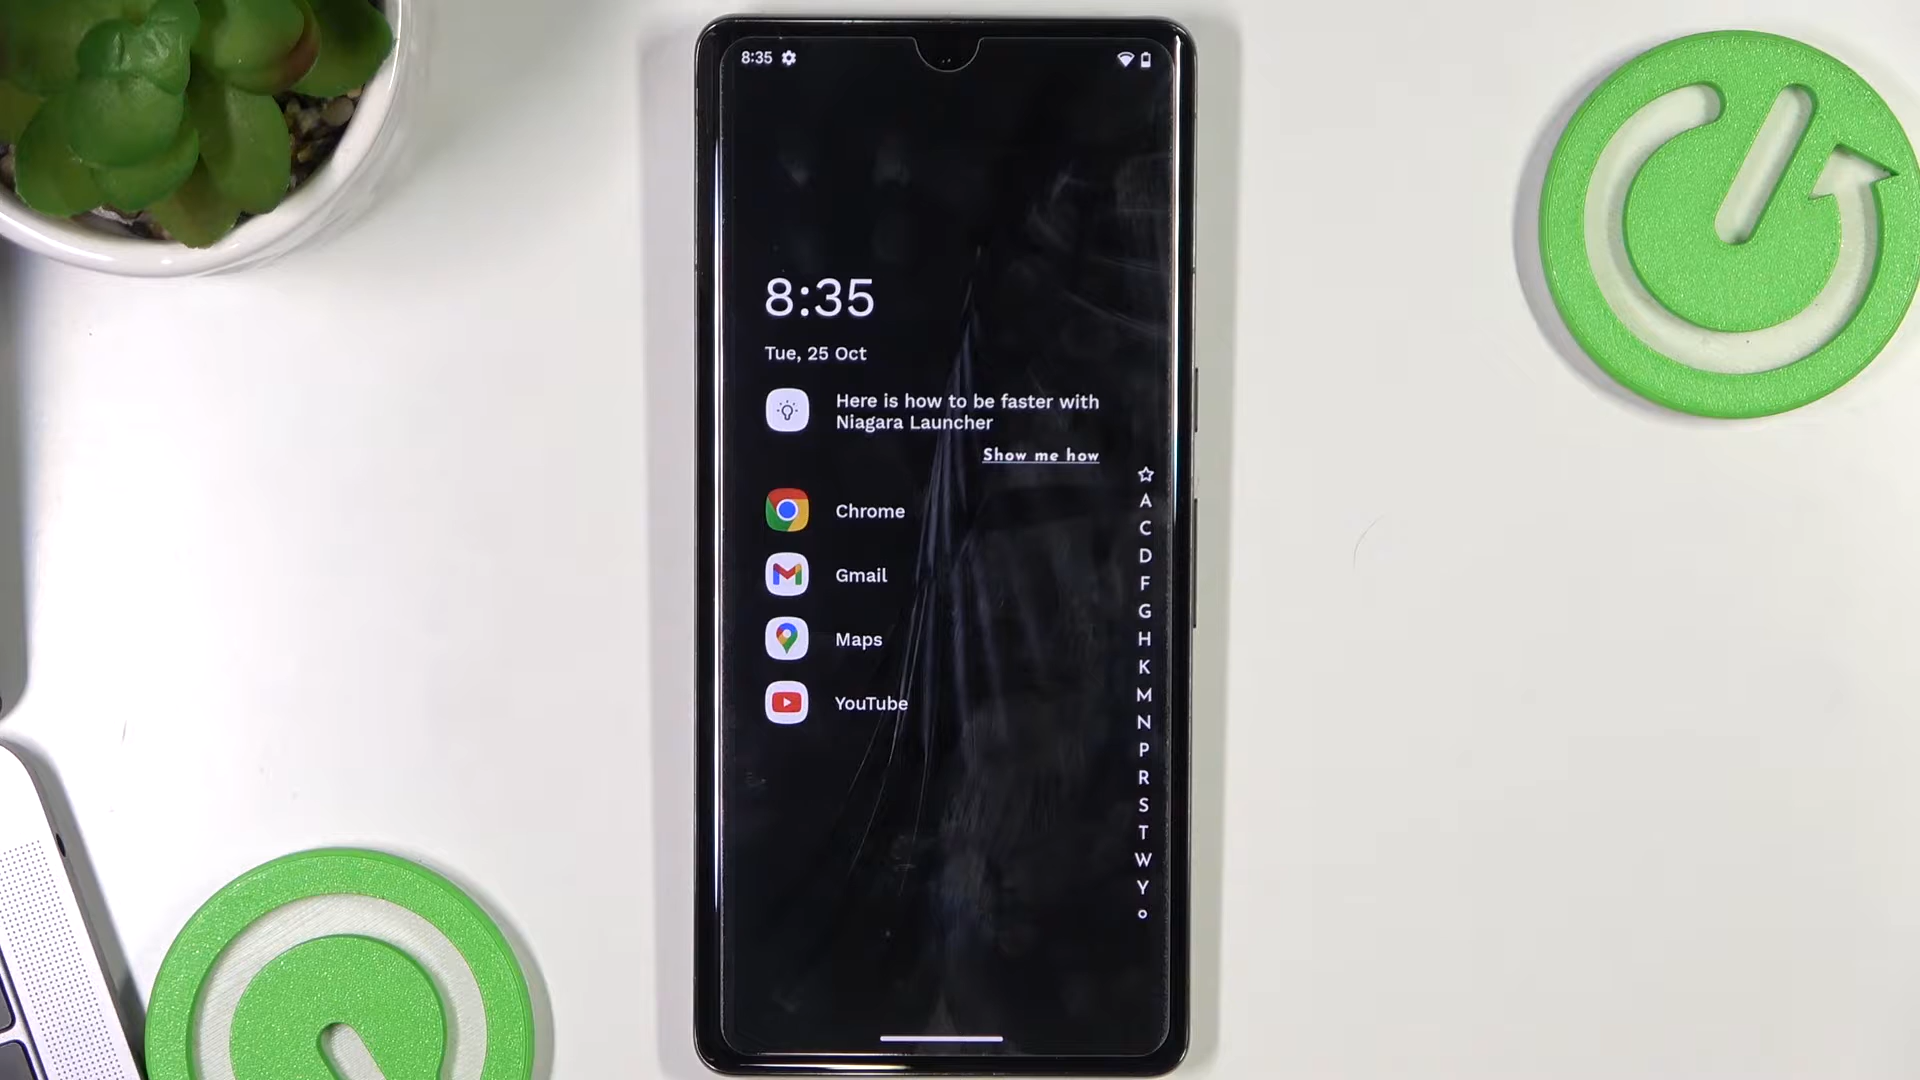 8:35
8:35
Tue, 25 Oct
Here is how to be faster with
Niagara Launcher
Show me how
Chrome
Gmail
Maps
YouTube
A
C
D
F
G
H
K
M
N
P
R
S
T
W
Y